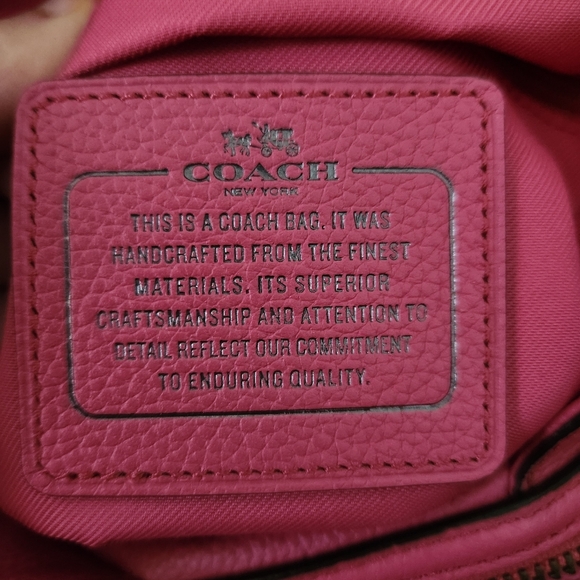 COACH
NEW YORK
THIS IS A COACH BAG. IT WAS
HANDCRAFTED FROM THE FINEST
MATERIALS. ITS SUPERIOR
CRAFTSMANSHIP AND ATTENTION TO
DETAIL REFLECT OUR COMMITMENT
TO ENDURING QUALITY.